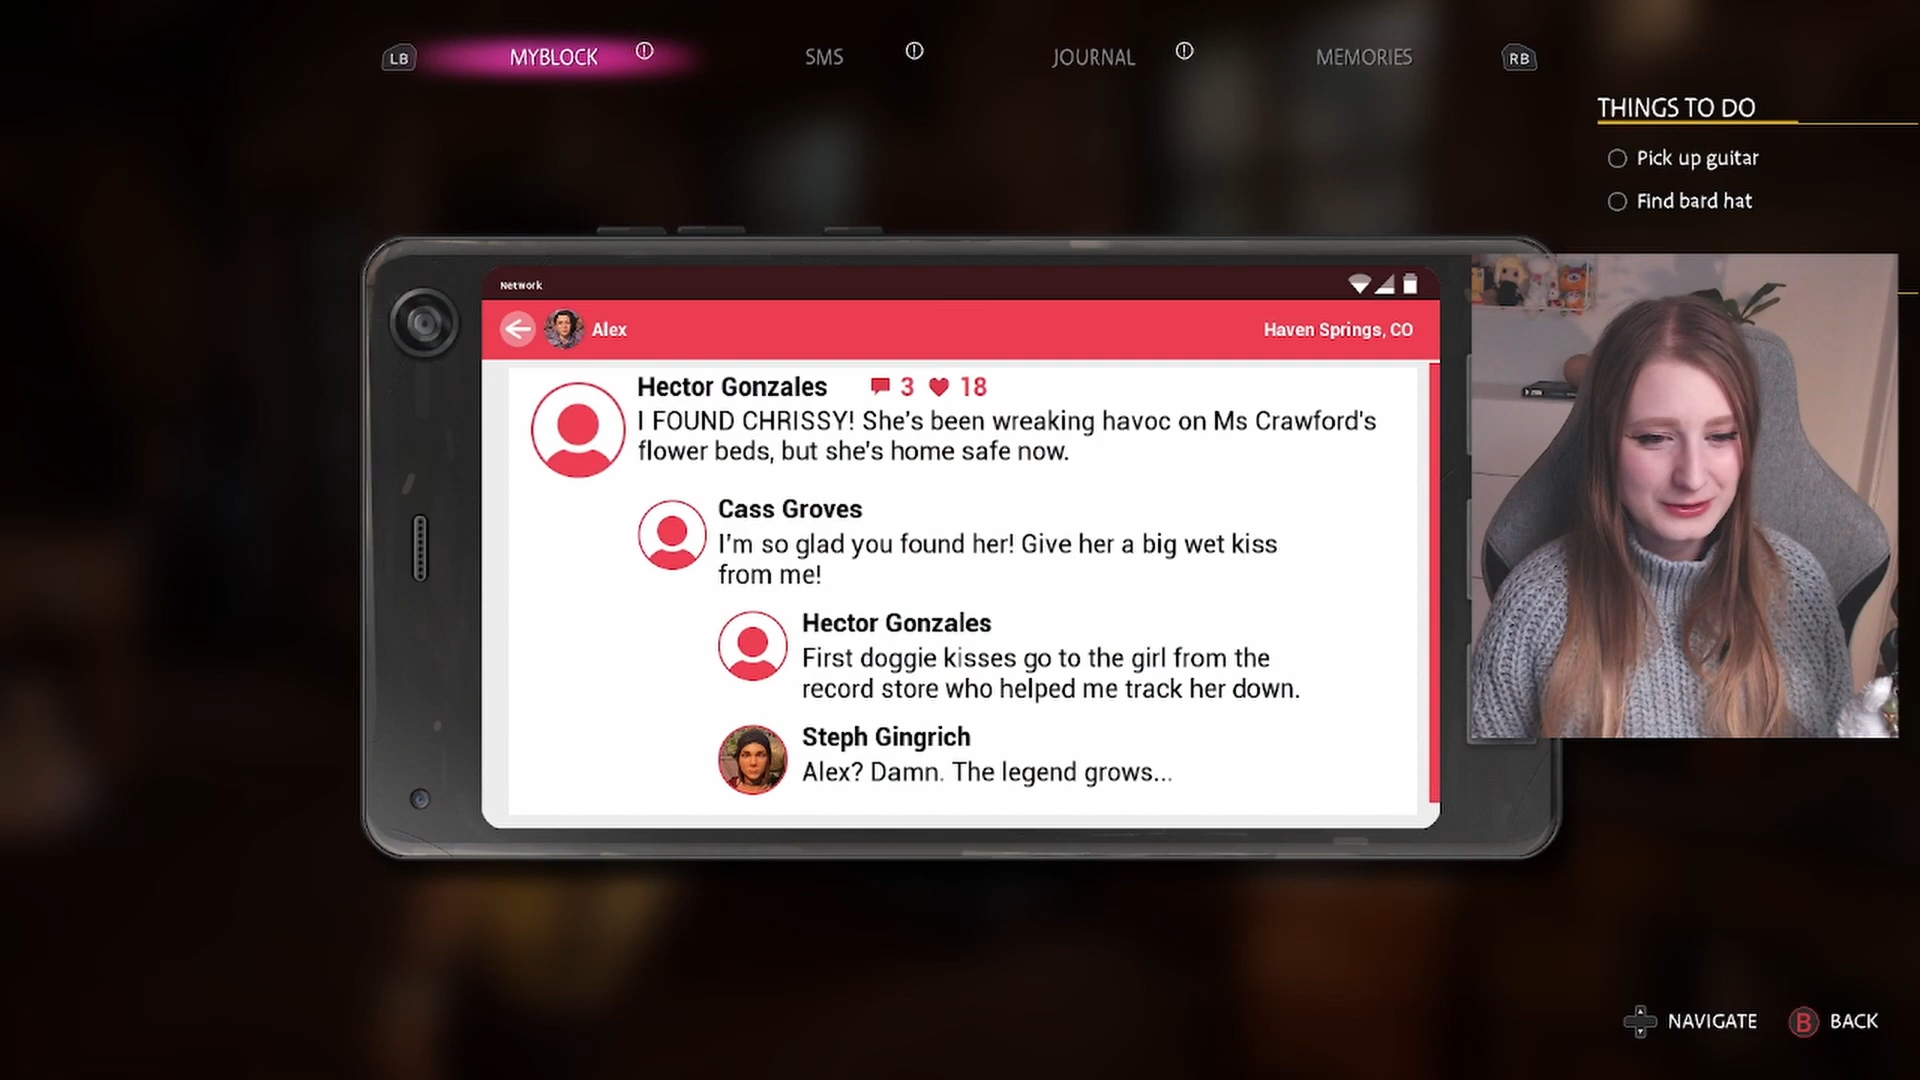 LB
MYBLOCK
SMS
JOURNAL
MEMORIES
RB
THINGS TO DO
Pick up guitar
Find bard hat
Network
Alex
Haven Springs, CO
Hector Gonzales 3 18
I FOUND CHRISSY! She's been wreaking havoc on Ms Crawford's
flower beds, but she's home safe now.
Cass Groves
I'm so glad you found her! Give her a big wet kiss
from me!
Hector Gonzales
First doggie kisses go to the girl from the
record store who helped me track her down.
Steph Gingrich
Alex? Damn. The legend grows...
NAVIGATE
B BACK